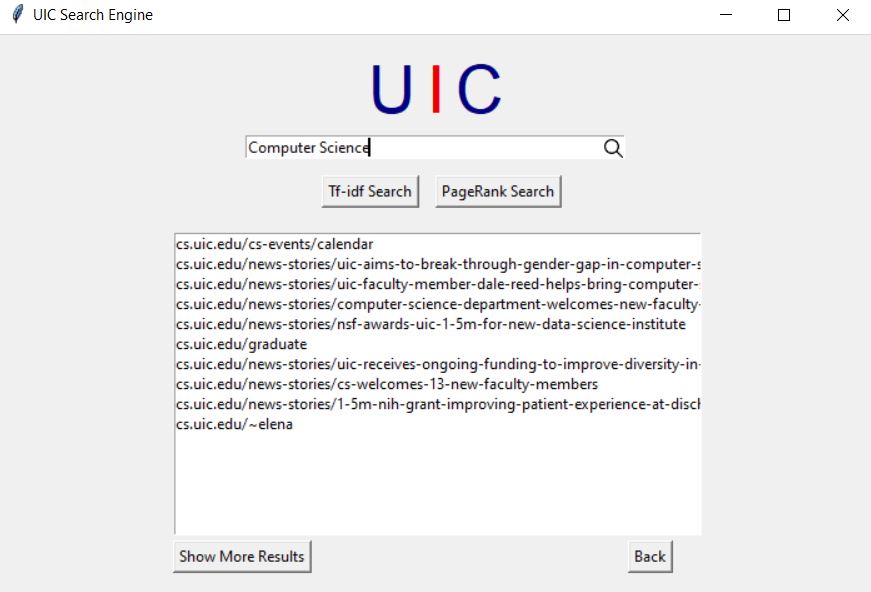 UIC Search Engine
U I C
Computer Science
Tf-idf Search PageRank Search
cs.uic.edu/cs-events/calendar
cs.uic.edu/news-stories/uic-aims-to-break-through-gender-gap-in-computer-s
cs.uic.edu/news-stories/uic-faculty-member-dale-reed-helps-bring-computer-
cs.uic.edu/news-stories/computer-science-department-welcomes-new-faculty-
cs.uic.edu/news-stories/nsf-awards-uic-1-5m-for-new-data-science-institute
cs.uic.edu/graduate
cs.uic.edu/news-stories/uic-receives-ongoing-funding-to-improve-diversity-in-
cs.uic.edu/news-stories/cs-welcomes-13-new-faculty-members
cs.uic.edu/news-stories/1-5m-nih-grant-improving-patient-experience-at-disch
cs.uic.edu/~elena
Show More Results Back